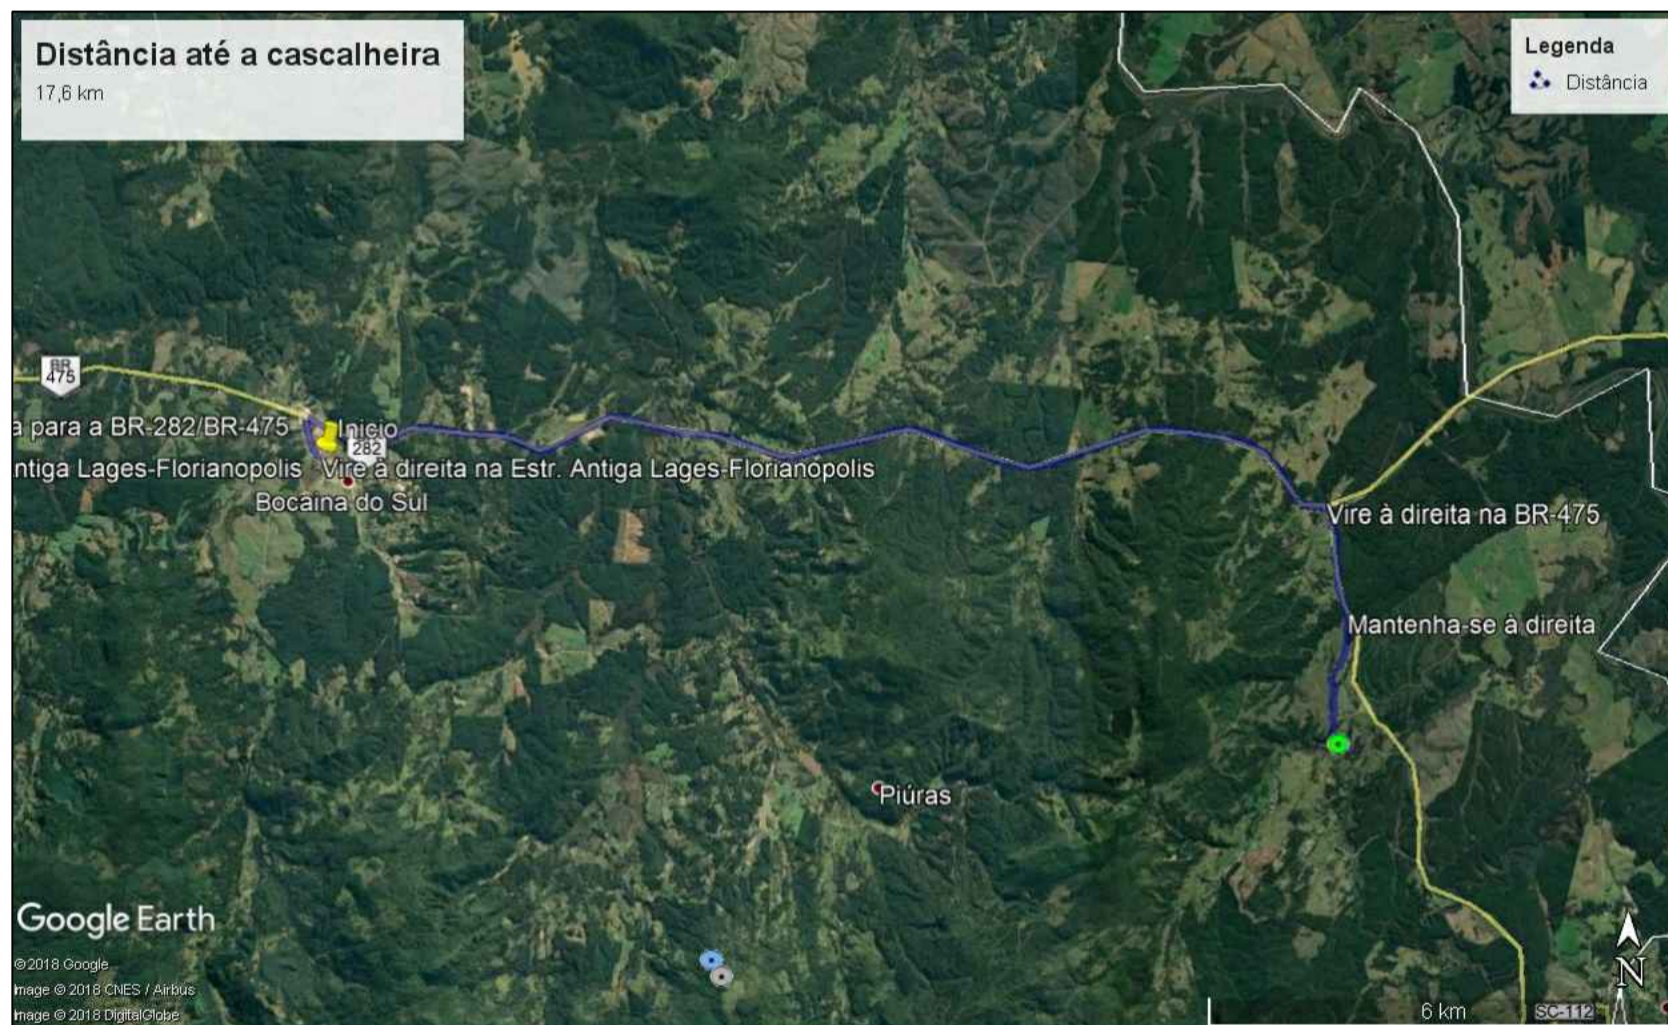 Distância até a cascalheira
17,6 km
Legenda
Distância
BR
475
a para a BR-282/BR-475
Inicio
282
ntiga Lages-Florianopolis
Vire à direita na Estr. Antiga Lages-Florianopolis
Bocaina do Sul
Vire à direita na BR-475
Mantenha-se à direita
Piúras
Google Earth
©2018 Google
Image © 2018 CNES / Airbus
Image © 2018 DigitalGlobe
N
6 km
SC-112